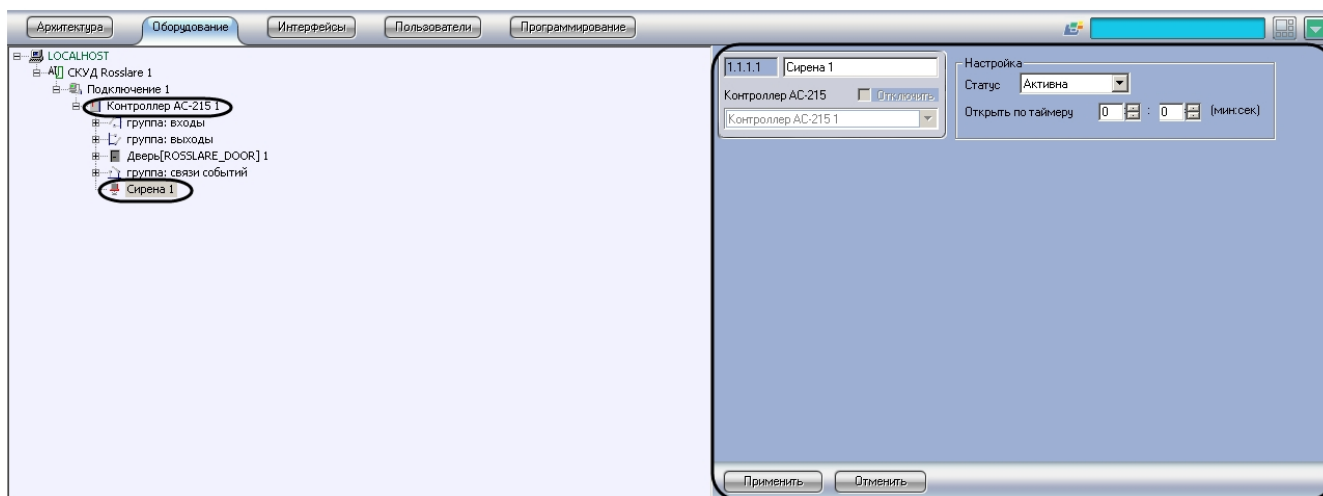 Архитектура Оборудование Интерфейсы Пользователи Программирование
LOCALHOST
СКУД Rosslare 1
Подключение 1
Контроллер AC-215 1
группа: входы
группа: выходы
Дверь[ROSSLARE_DOOR] 1
группа: связи событий
Сирена 1
1.1.1.1 Сирена 1
Контроллер AC-215 Отключить
Контроллер AC-215 1
Настройка
Статус Активна
Открыть по таймеру 0 : 0 (мин:сек)
Применить Отменить